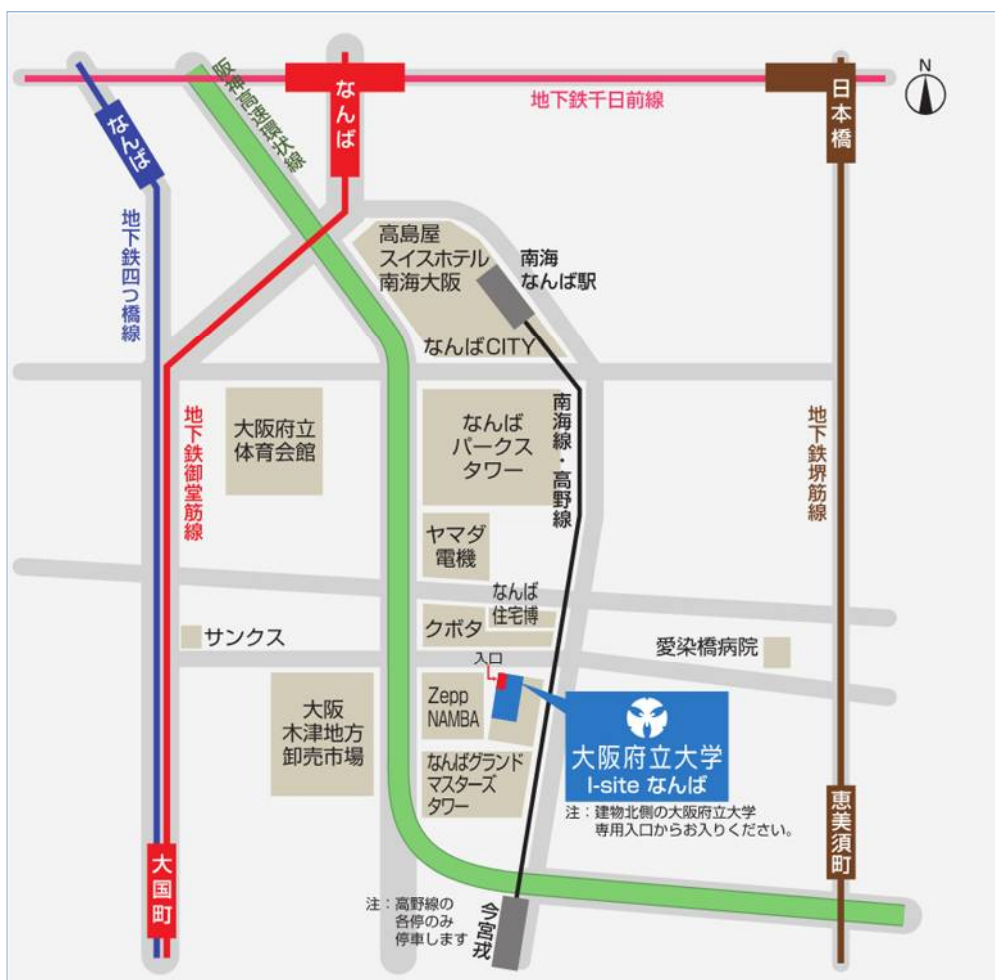 N
なんば
なんば
日本橋
地下鉄千日前線
阪神高速環状線
地下鉄四つ橋線
高島屋
スイスホテル
南海大阪
南海
なんば駅
なんばCITY
地下鉄御堂筋線
大阪府立
体育会館
なんば
パークス
タワー
南海線・高野線
地下鉄堺筋線
ヤマダ
電機
なんば
住宅博
クボタ
サンクス
入口
愛染橋病院
大阪
木津地方
卸売市場
Zepp
NAMBA
大阪府立大学
I-site なんば
なんばグランド
マスターズ
タワー
注：建物北側の大阪府立大学
専用入口からお入りください。
恵美須町
大国町
注：高野線の
各停のみ
停車します
今宮戎